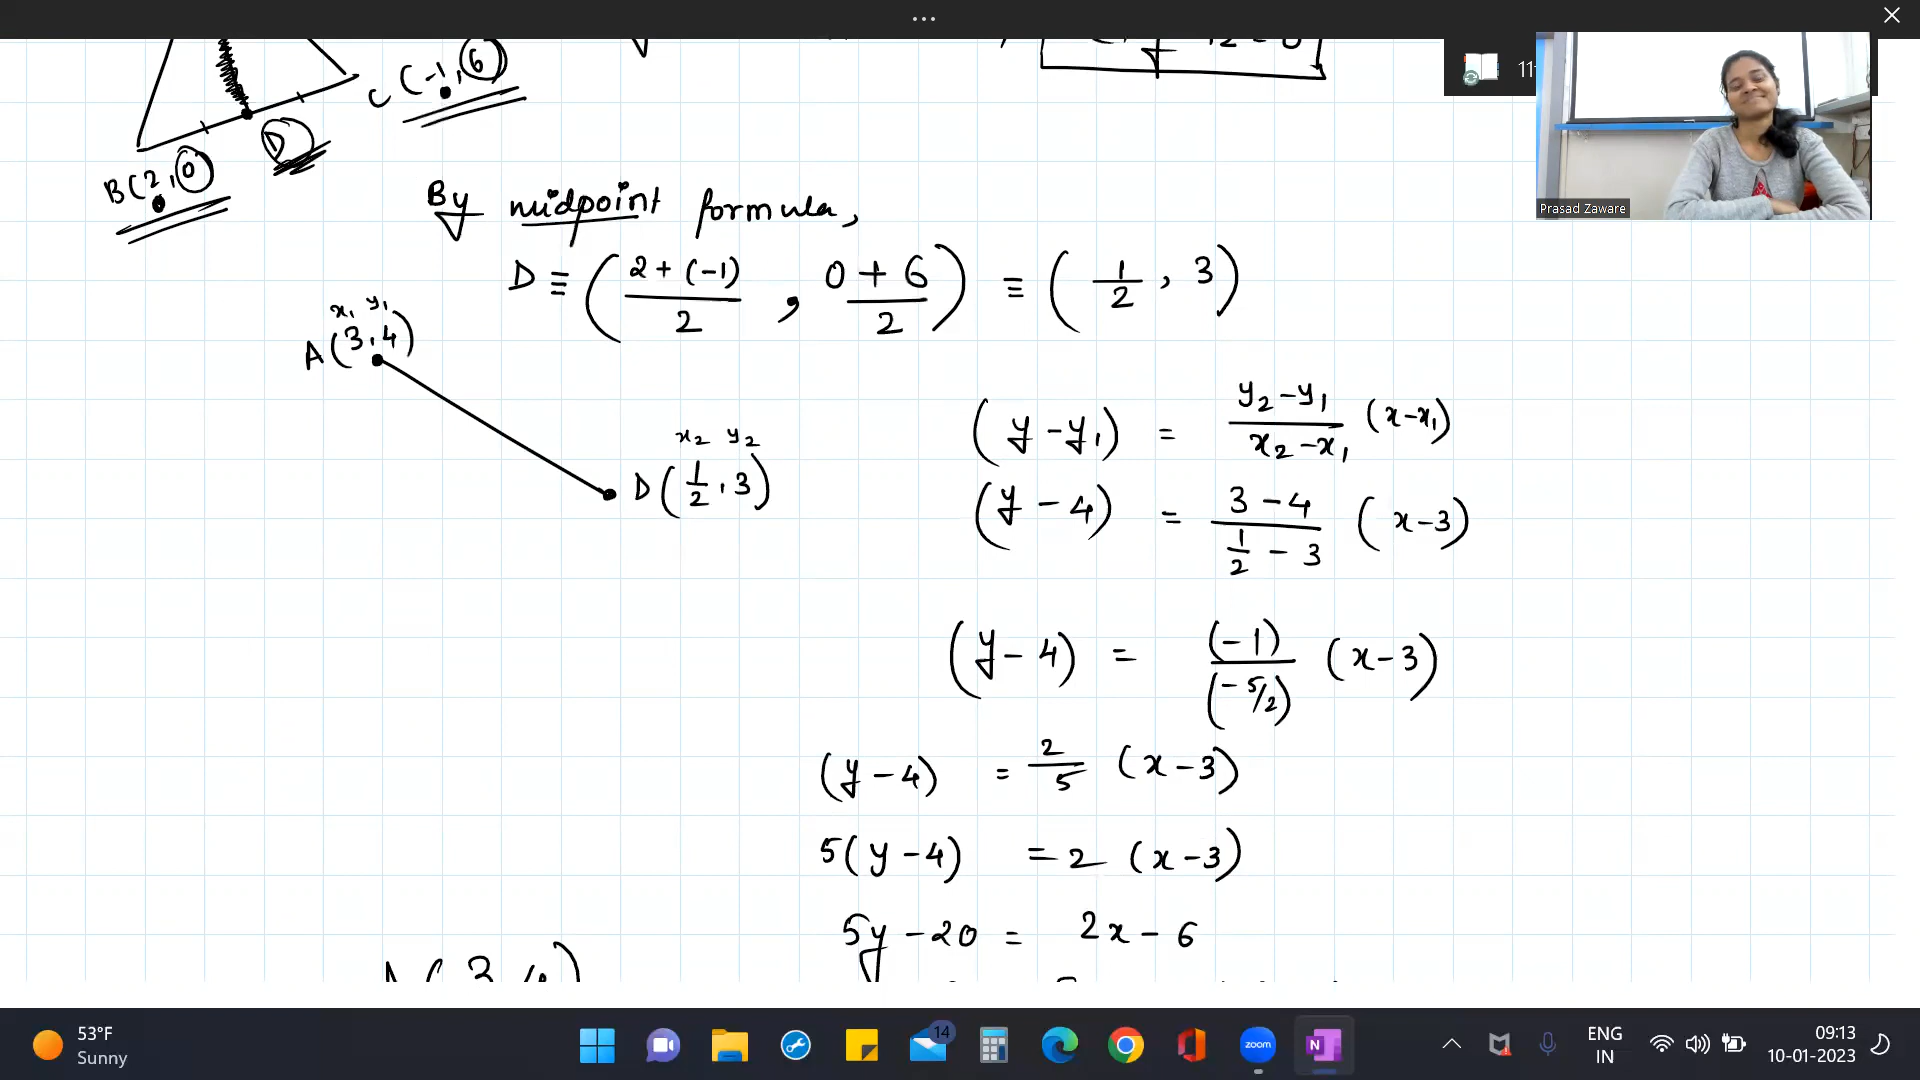 ...
C(-1,6)
11
B(2,0)
D
Prasad Zaware
By midpoint formula,
D ≡ (2+(-1)/2 , 0+6/2) ≡ (1/2 , 3)
x₁ y₁
A(3,4)
x₂ y₂
D(1/2,3)
(y-y₁) = y₂-y₁/x₂-x₁ (x-x₁)
(y-4) = 3-4/½-3 (x-3)
(y-4) = (-1)/(-5/2) (x-3)
(y-4) = 2/5 (x-3)
5(y-4) = 2 (x-3)
5y-20 = 2x-6
53°F
Sunny
14
zoom
N
ENG
IN
09:13
10-01-2023